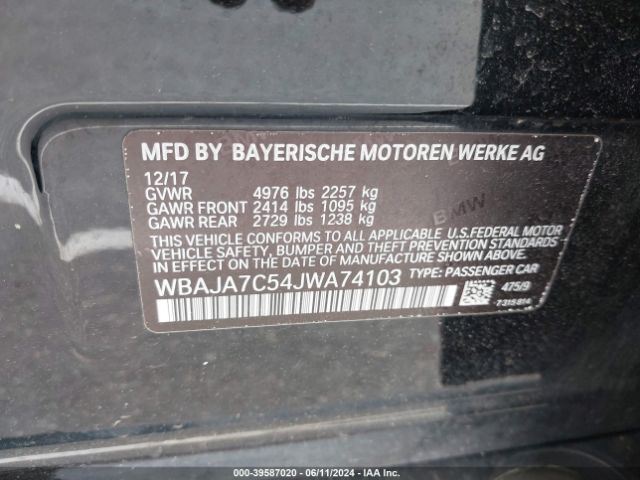 MFD BY BAYERISCHE MOTOREN WERKE AG
12/17
GVWR 4976 lbs 2257 kg
GAWR FRONT 2414 lbs 1095 kg
GAWR REAR 2729 lbs 1238 kg
BMW
THIS VEHICLE CONFORMS TO ALL APPLICABLE U.S.FEDERAL MOTOR
VEHICLE SAFETY, BUMPER, AND THEFT PREVENTION STANDARDS
IN EFFECT ON THE DATE OF MANUFACTURE SHOWN ABOVE.
WBAJA7C54JWA74103 TYPE: PASSENGER CAR
475/9
7315814
000-39587020 - 06/11/2024 - IAA Inc.